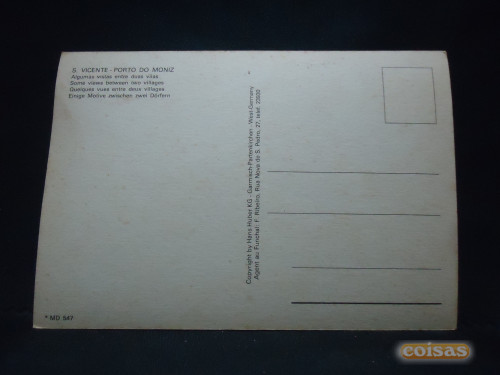 S. VICENTE - PORTO DO MONIZ
Algumas vistas entre duas vilas
Some views between two villages
Quelques vues entre deux villages
Einige Motive zwischen zwei Dörfern
Copyright by Hans Huber KG - Garmisch-Partenkirchen - West-Germany
Agent au Funchal: F. Ribeiro, Rua Nova de S. Pedro, 27, telef.
MD 547
coisas